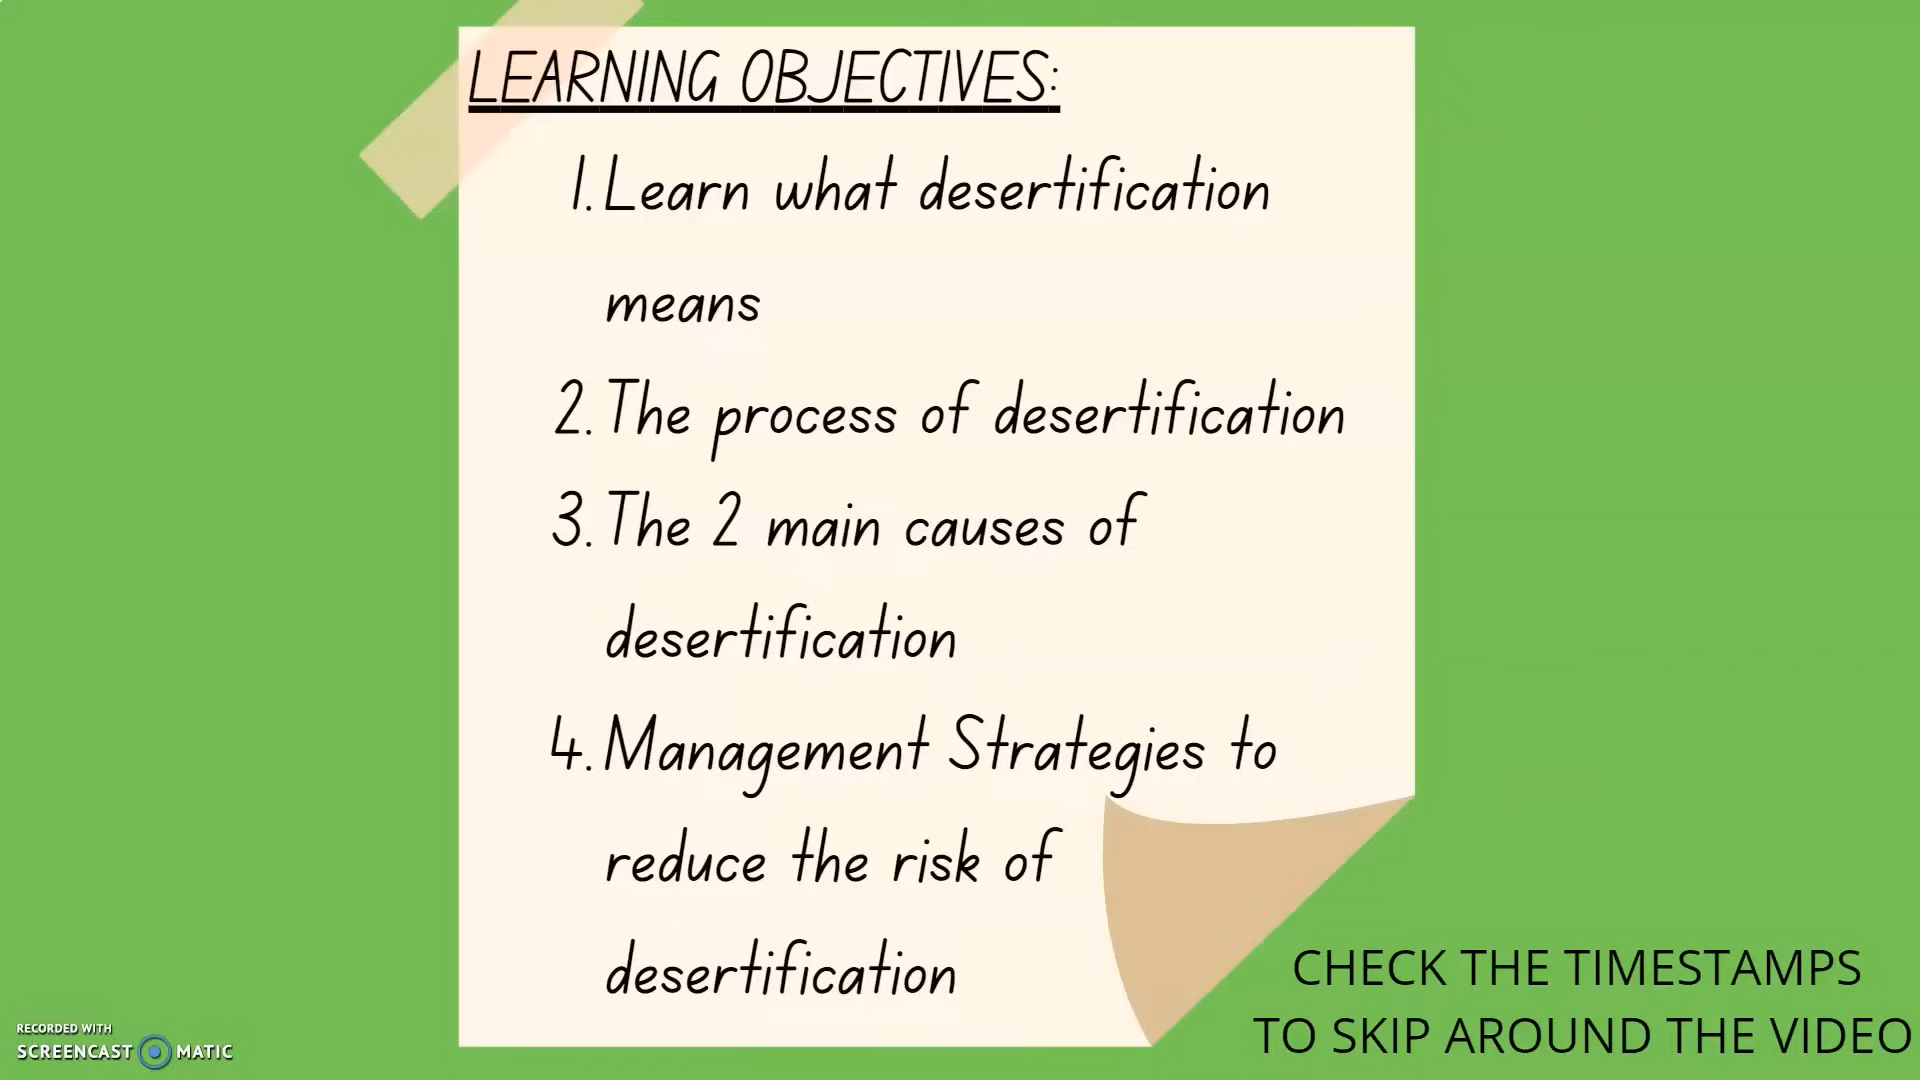 LEARNING OBJECTIVES:
1. Learn what desertification
means
2. The process of desertification
3. The 2 main causes of
desertification
4. Management Strategies to
reduce the risk of
desertification
CHECK THE TIMESTAMPS
TO SKIP AROUND THE VIDEO
RECORDED WITH
SCREENCAST MATIC